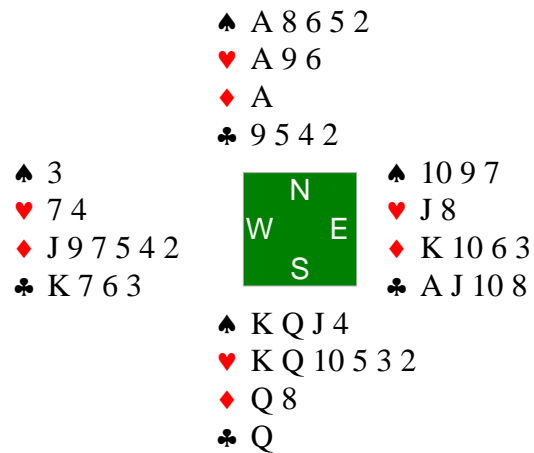 ♠ A 8 6 5 2
♥ A 9 6
♦ A
♣ 9 5 4 2
♠ 3
♥ 7 4
♦ J 9 7 5 4 2
♣ K 7 6 3
N
W E
S
♠ 10 9 7
♥ J 8
♦ K 10 6 3
♣ A J 10 8
♠ K Q J 4
♥ K Q 10 5 3 2
♦ Q 8
♣ Q